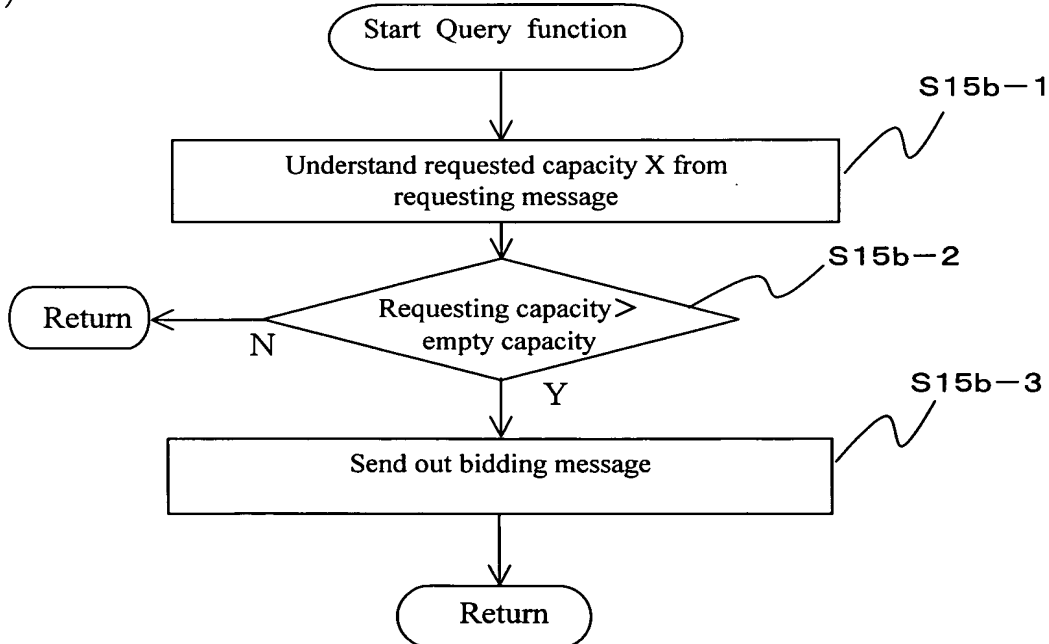 )
Start Query function
S15b-1
Understand requested capacity X from
requesting message
S15b-2
Requesting capacity>
empty capacity
Return
N
Y
S15b-3
Send out bidding message
Return